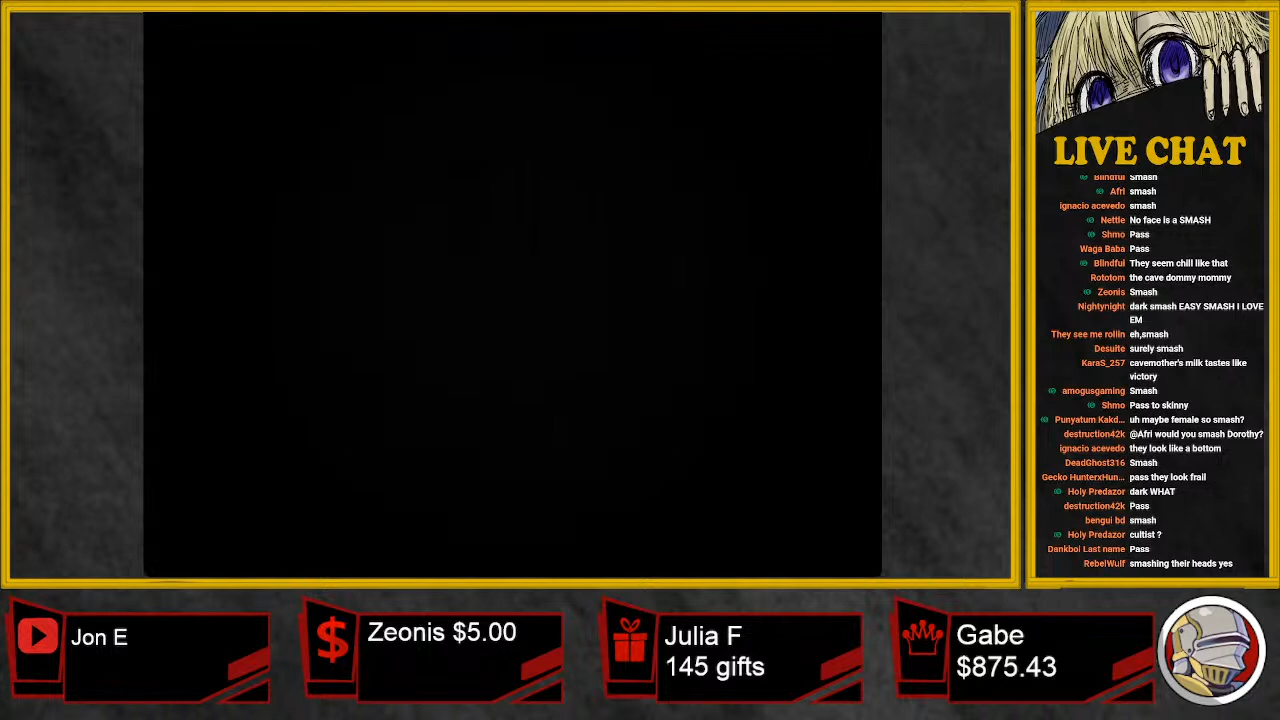 LIVE CHAT
Blindful Smash
Afri smash
ignacio acevedo smash
Nettle No face is a SMASH
Shmo Pass
Waga Baba Pass
Blindful They seem chill like that
Rototom the cave dommy mommy
Zeonis Smash
Nightynight dark smash EASY SMASH I LOVE
EM
They see me rollin eh,smash
Desuite surely smash
KaraS_257 cavemother's milk tastes like
victory
amogusgaming Smash
Shmo Pass to skinny
Punyatum Kakd... uh maybe female so smash?
destruction42k @Afri would you smash Dorothy?
ignacio acevedo they look like a bottom
DeadGhost316 Smash
Gecko HunterxHun... pass they look frail
Holy Predazor dark WHAT
destruction42k Pass
bengui bd smash
Holy Predazor cultist ?
Dankboi Last name Pass
RebelWulf smashing their heads yes
Jon E
$
Zeonis $5.00
Julia F
145 gifts
Gabe
$875.43